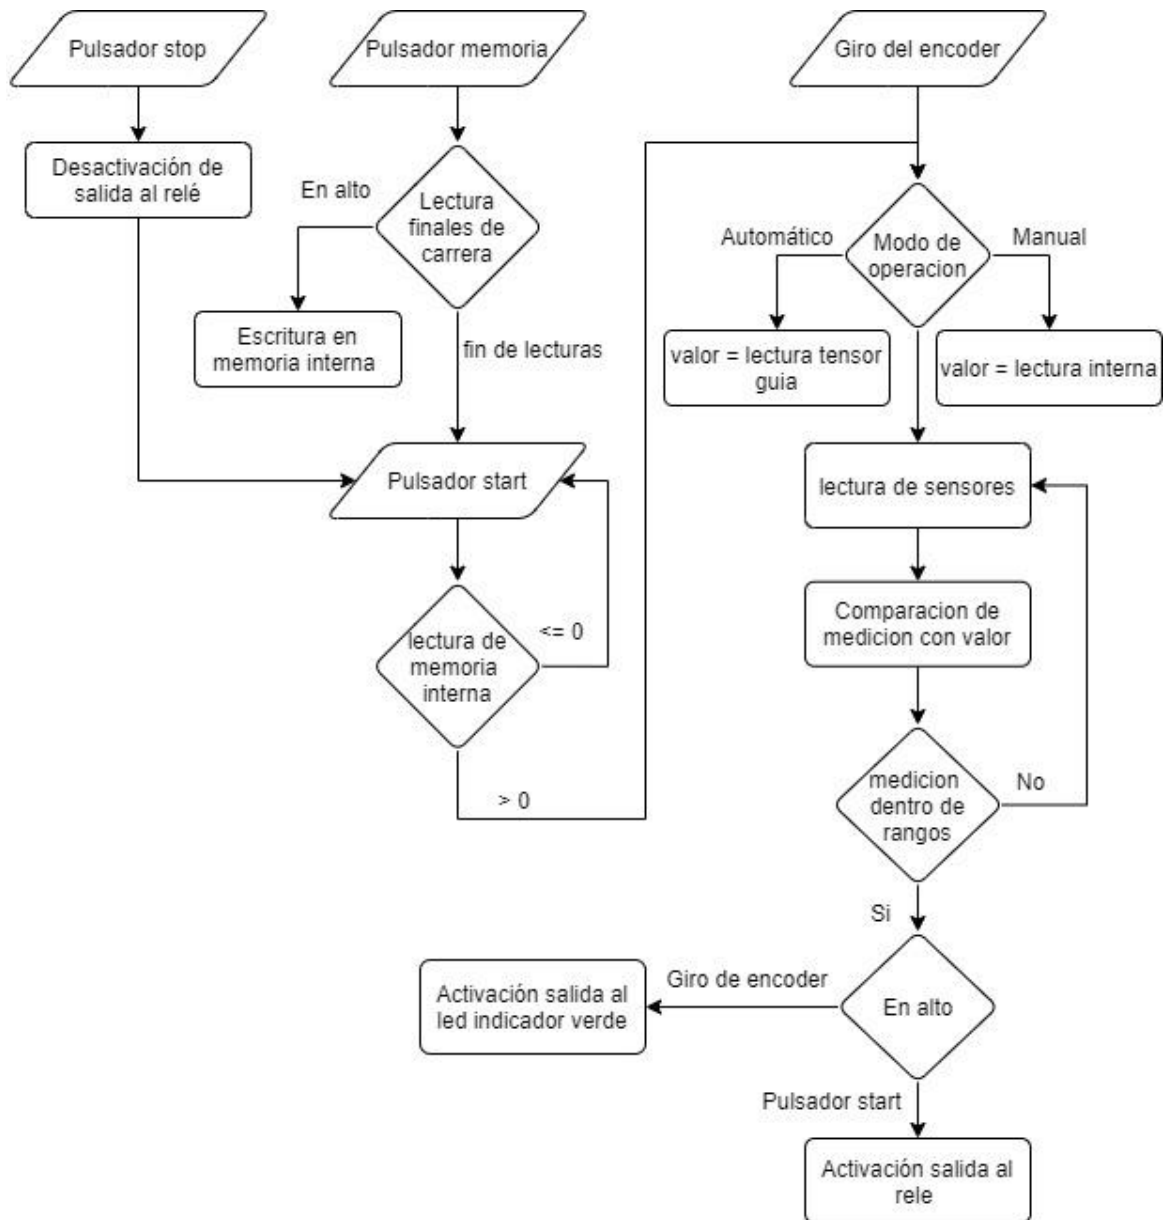 Pulsador stop
Pulsador memoria
Giro del encoder
Desactivación de
salida al relé
En alto
Lectura
finales de
carrera
Automático
Modo de
operacion
Manual
Escritura en
memoria interna
fin de lecturas
valor = lectura tensor
guia
valor = lectura interna
Pulsador start
lectura de sensores
lectura de
memoria
interna
<= 0
Comparacion de
medicion con valor
> 0
medicion
dentro de
rangos
No
Si
Activación salida al
led indicador verde
Giro de encoder
En alto
Pulsador start
Activación salida al
rele